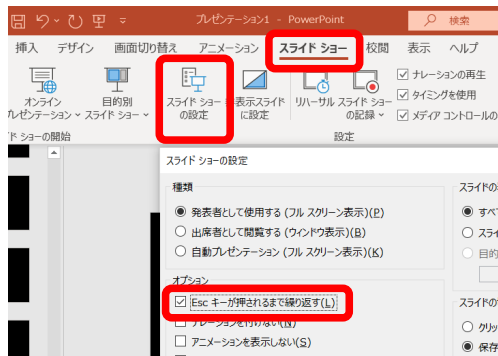 プレゼンテーション1 - PowerPoint 検索
挿入 デザイン 画面切り替え アニメーション スライド ショー 校閲 表示 ヘルプ
オンライン
プレゼンテーション
目的別
スライド ショー
スライド ショー
の設定
非表示スライド
に設定
リハーサル
スライド ショー
の記録
ナレーションの再生
タイミングを使用
メディア コントロールの
ド ショーの開始 設定
スライド ショーの設定
種類 スライドの
発表者として使用する (フル スクリーン表示)(P) すべ
出席者として閲覧する (ウィンドウ表示)(B) スライ
自動プレゼンテーション (フル スクリーン表示)(K) 目的
オプション
Esc キーが押されるまで繰り返す(L) スライドの
ナレーションを付けない(N) クリッ
アニメーションを表示しない(S) 保存